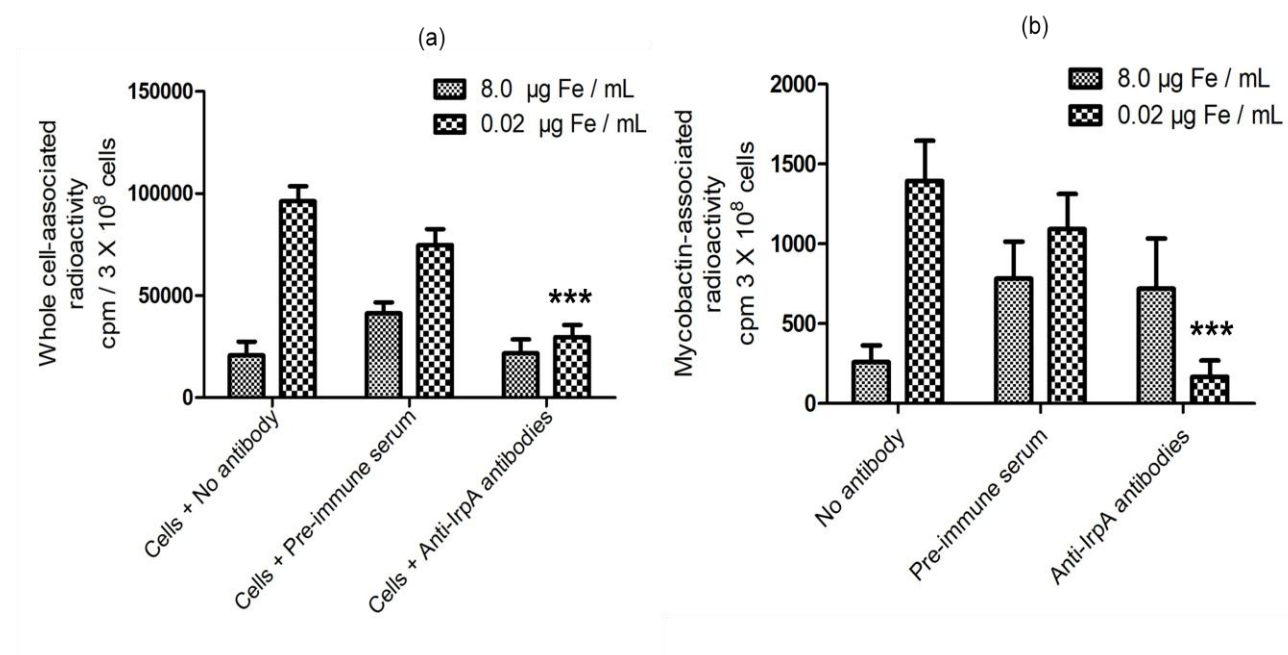 (a)
Whole cell-aasociated
radioactivity
cpm / 3 X 10⁸ cells
150000
100000
50000
0
8.0 µg Fe / mL
0.02 µg Fe / mL
***
Cells + No antibody
Cells + Pre-immune serum
Cells + Anti-IrpA antibodies
(b)
Mycobactin-associated
radioactivity
cpm 3 X 10⁸ cells
2000
1500
1000
500
0
8.0 µg Fe / mL
0.02 µg Fe / mL
***
No antibody
Pre-immune serum
Anti-IrpA antibodies